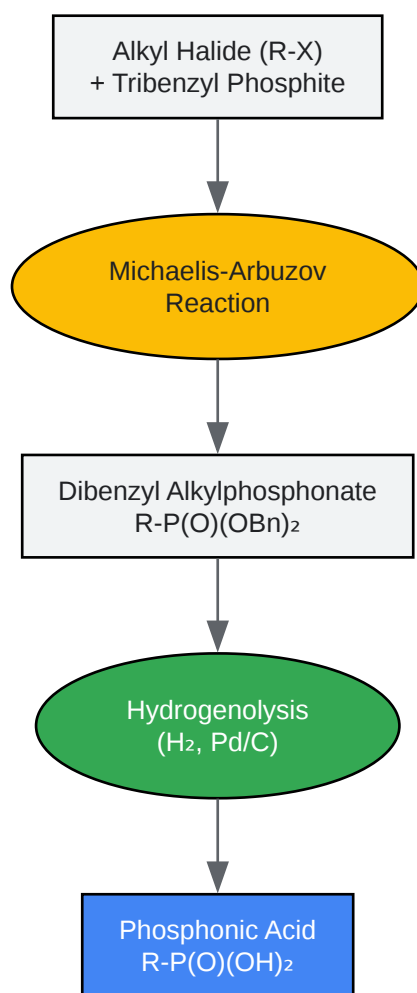 Alkyl Halide (R-X)
+ Tribenzyl Phosphite
Michaelis-Arbuzov
Reaction
Dibenzyl Alkylphosphonate
R-P(O)(OBn)₂
Hydrogenolysis
(H₂, Pd/C)
Phosphonic Acid
R-P(O)(OH)₂